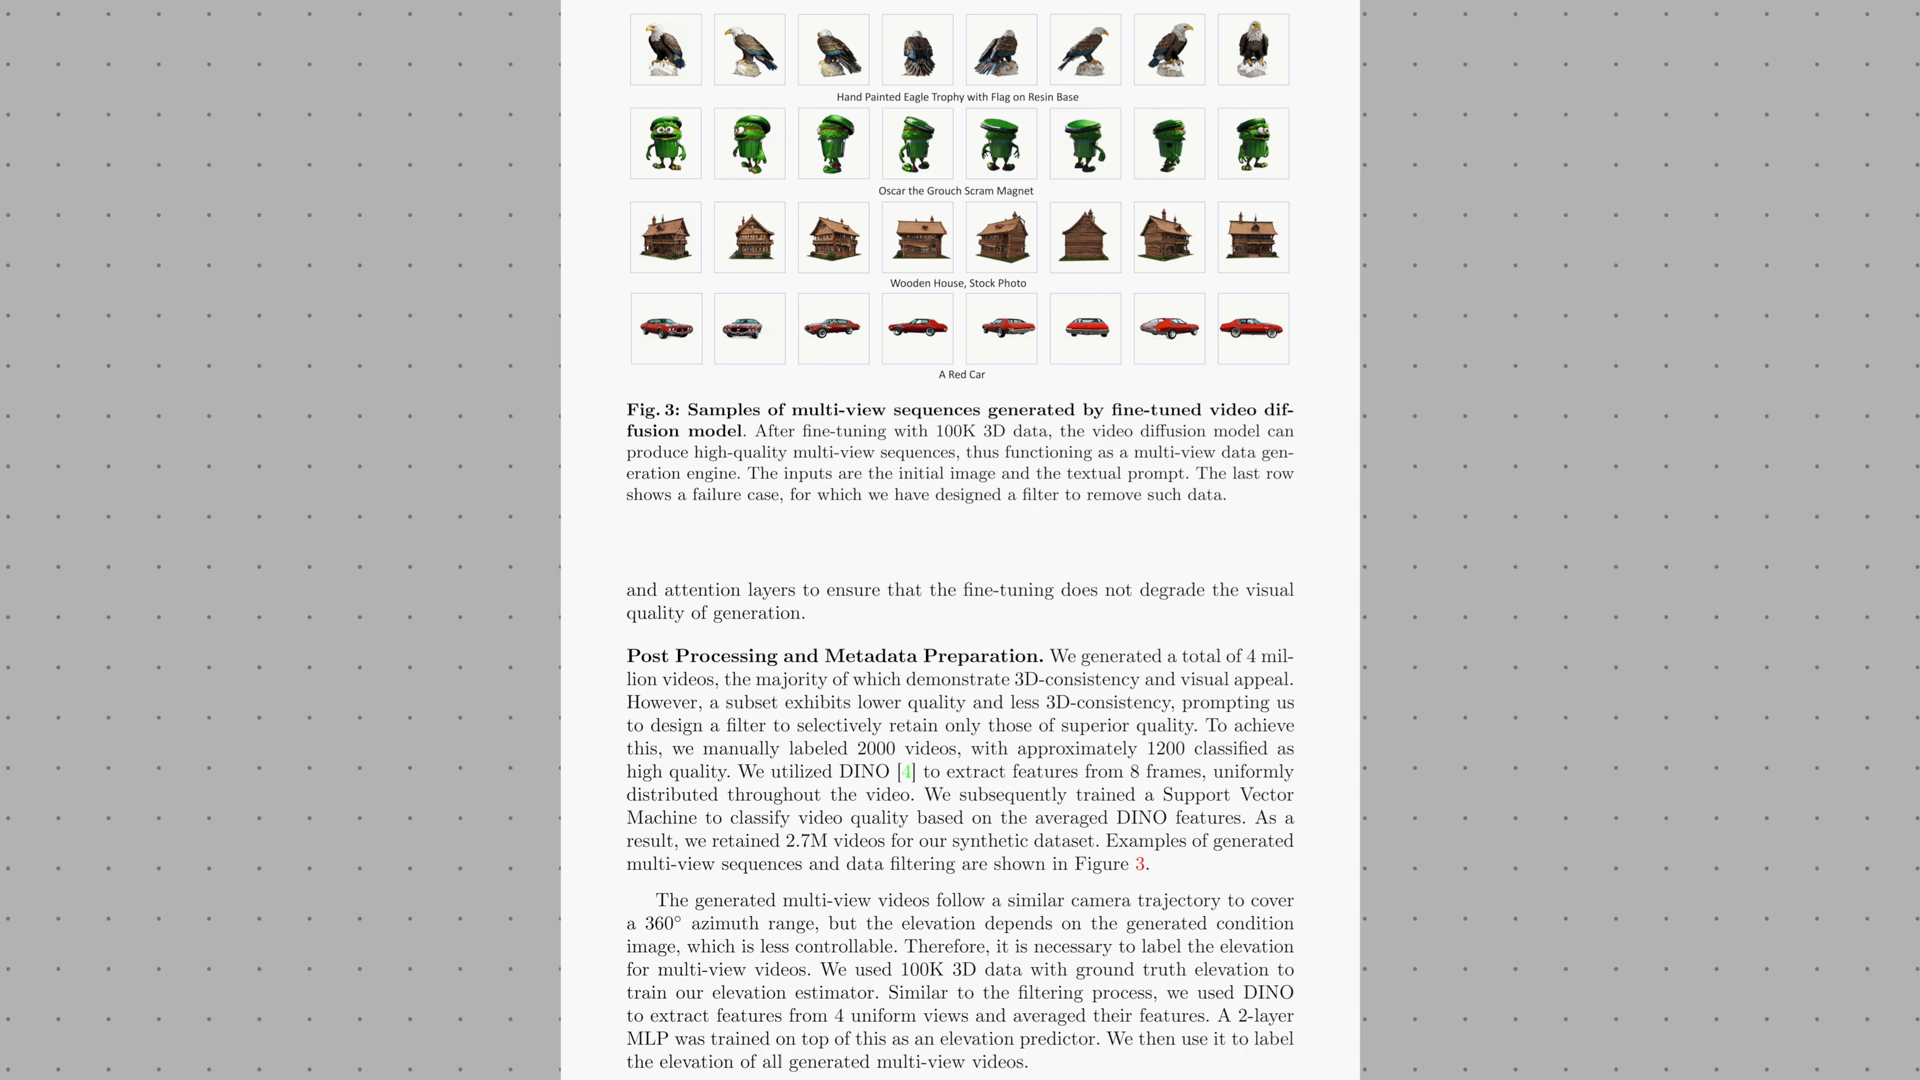 Hand Painted Eagle Trophy with Flag on Resin Base
Oscar the Grouch Scram Magnet
Wooden House, Stock Photo
A Red Car
Fig. 3: Samples of multi-view sequences generated by fine-tuned video dif-
fusion model. After fine-tuning with 100K 3D data, the video diffusion model can
produce high-quality multi-view sequences, thus functioning as a multi-view data gen-
eration engine. The inputs are the initial image and the textual prompt. The last row
shows a failure case, for which we have designed a filter to remove such data.
and attention layers to ensure that the fine-tuning does not degrade the visual
quality of generation.
Post Processing and Metadata Preparation. We generated a total of 4 mil-
lion videos, the majority of which demonstrate 3D-consistency and visual appeal.
However, a subset exhibits lower quality and less 3D-consistency, prompting us
to design a filter to selectively retain only those of superior quality. To achieve
this, we manually labeled 2000 videos, with approximately 1200 classified as
high quality. We utilized DINO [4] to extract features from 8 frames, uniformly
distributed throughout the video. We subsequently trained a Support Vector
Machine to classify video quality based on the averaged DINO features. As a
result, we retained 2.7M videos for our synthetic dataset. Examples of generated
multi-view sequences and data filtering are shown in Figure 3.
The generated multi-view videos follow a similar camera trajectory to cover
a 360° azimuth range, but the elevation depends on the generated condition
image, which is less controllable. Therefore, it is necessary to label the elevation
for multi-view videos. We used 100K 3D data with ground truth elevation to
train our elevation estimator. Similar to the filtering process, we used DINO
to extract features from 4 uniform views and averaged their features. A 2-layer
MLP was trained on top of this as an elevation predictor. We then use it to label
the elevation of all generated multi-view videos.